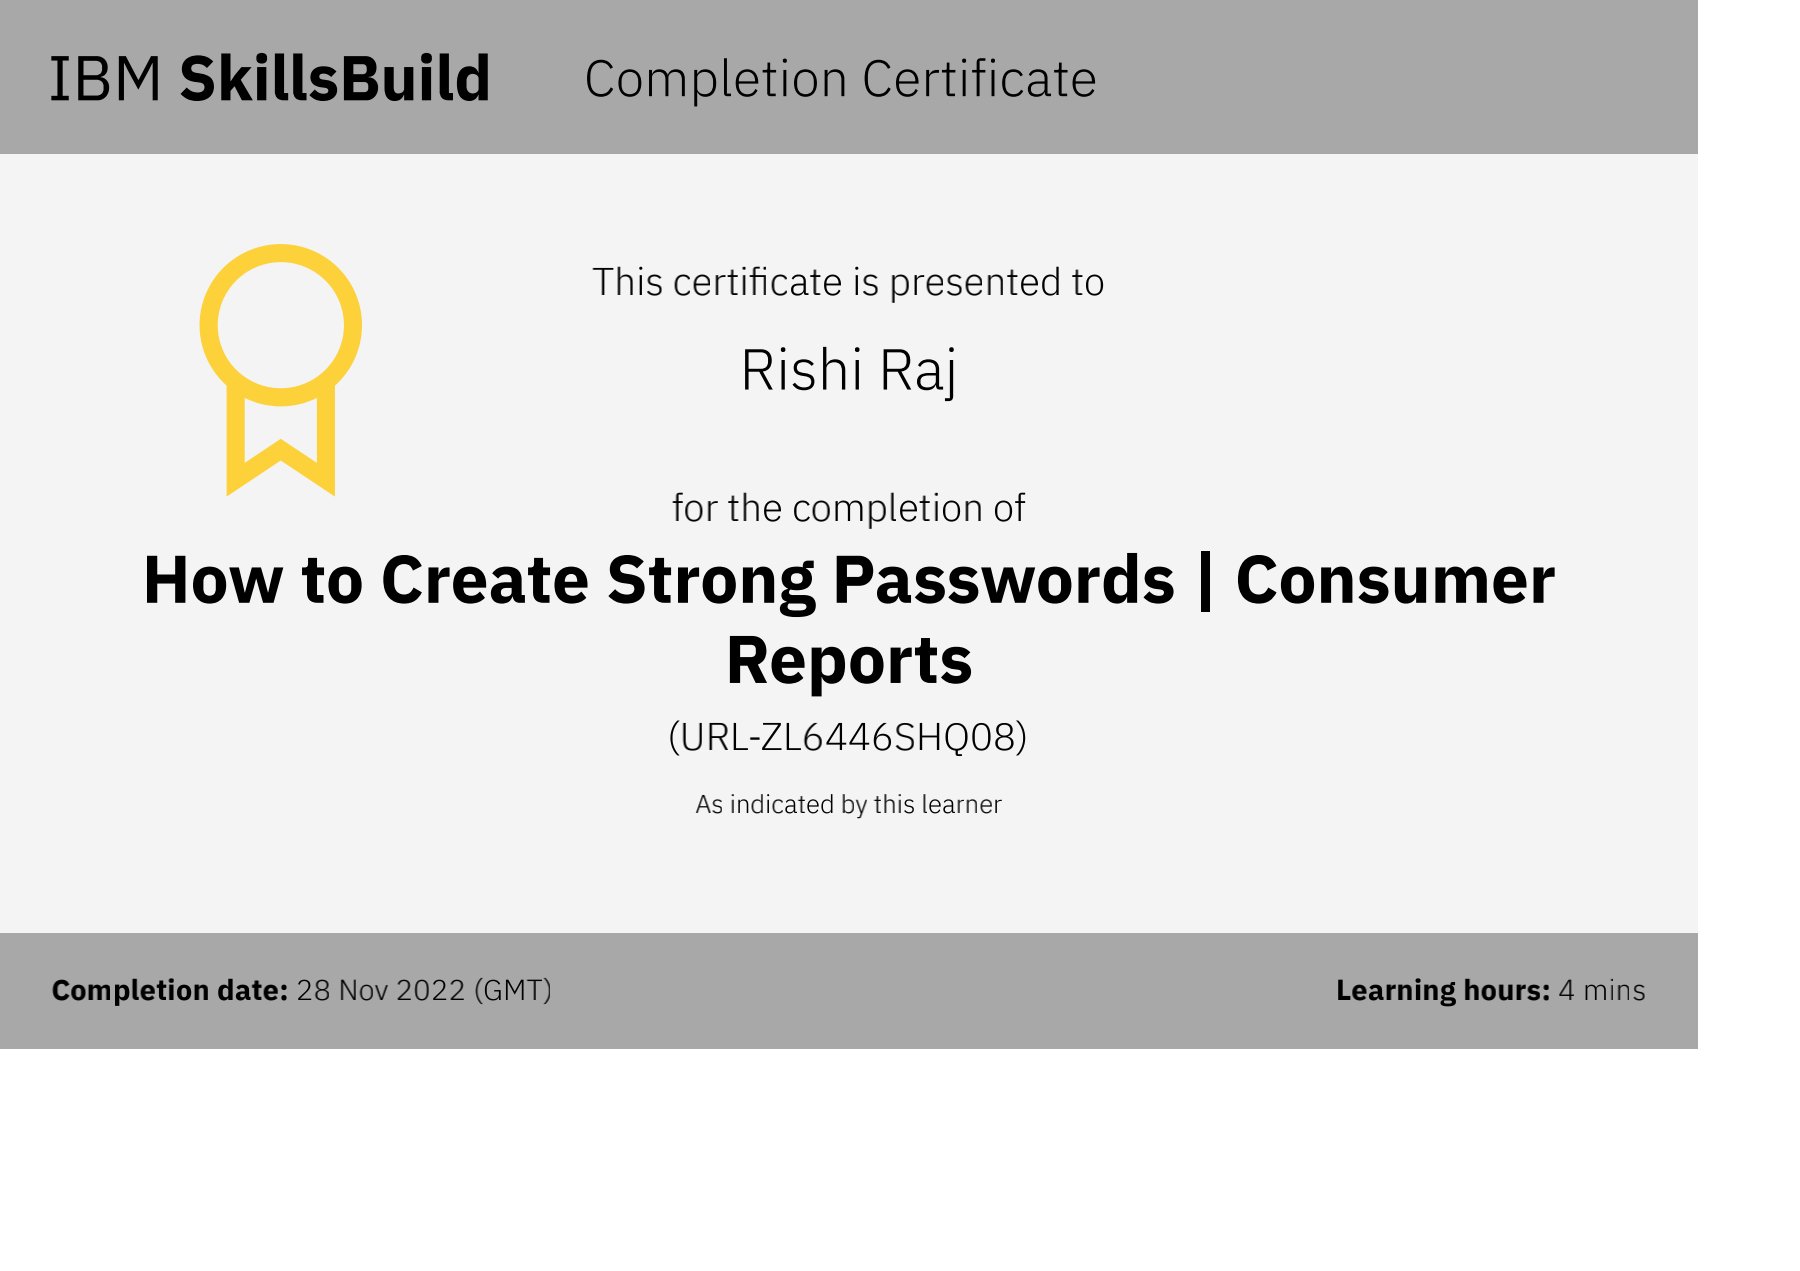 IBM SkillsBuild Completion Certificate
This certificate is presented to
Rishi Raj
for the completion of
How to Create Strong Passwords | Consumer
Reports
(URL-ZL6446SHQ08)
As indicated by this learner
Completion date: 28 Nov 2022 (GMT) Learning hours: 4 mins